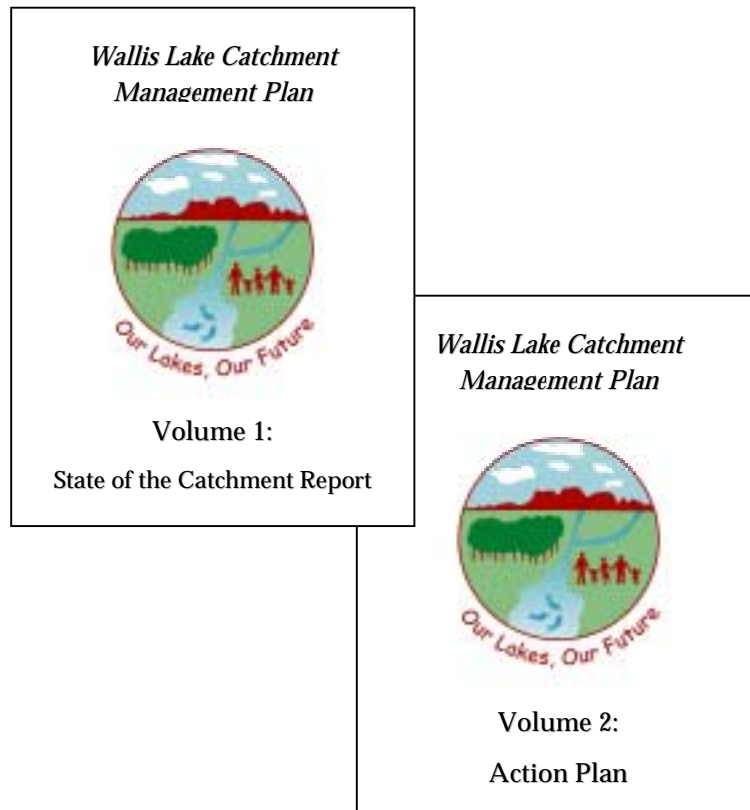 Wallis Lake Catchment
Management Plan
Our Lakes, Our Future
Volume 1:
State of the Catchment Report
Wallis Lake Catchment
Management Plan
Our Lakes, Our Future
Volume 2:
Action Plan